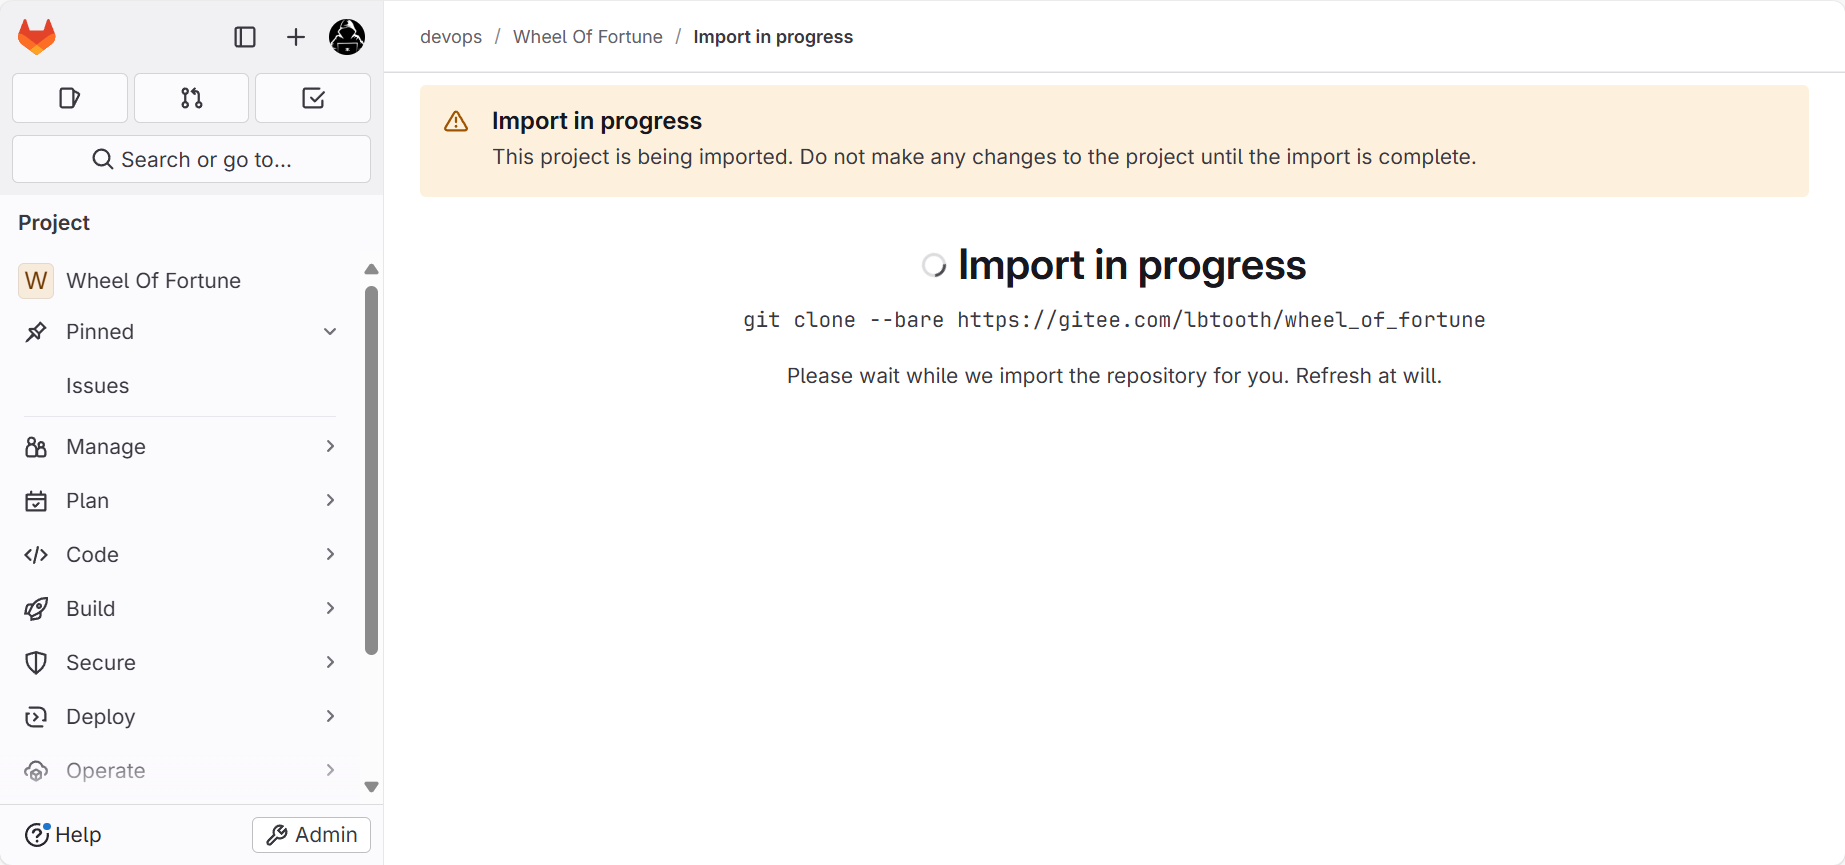 devops / Wheel Of Fortune / Import in progress
Search or go to...
Project
W Wheel Of Fortune
Pinned
Issues
Manage
Plan
Code
Build
Secure
Deploy
Operate
Help
Admin
Import in progress
This project is being imported. Do not make any changes to the project until the import is complete.
Import in progress
git clone --bare https://gitee.com/lbtooth/wheel_of_fortune
Please wait while we import the repository for you. Refresh at will.